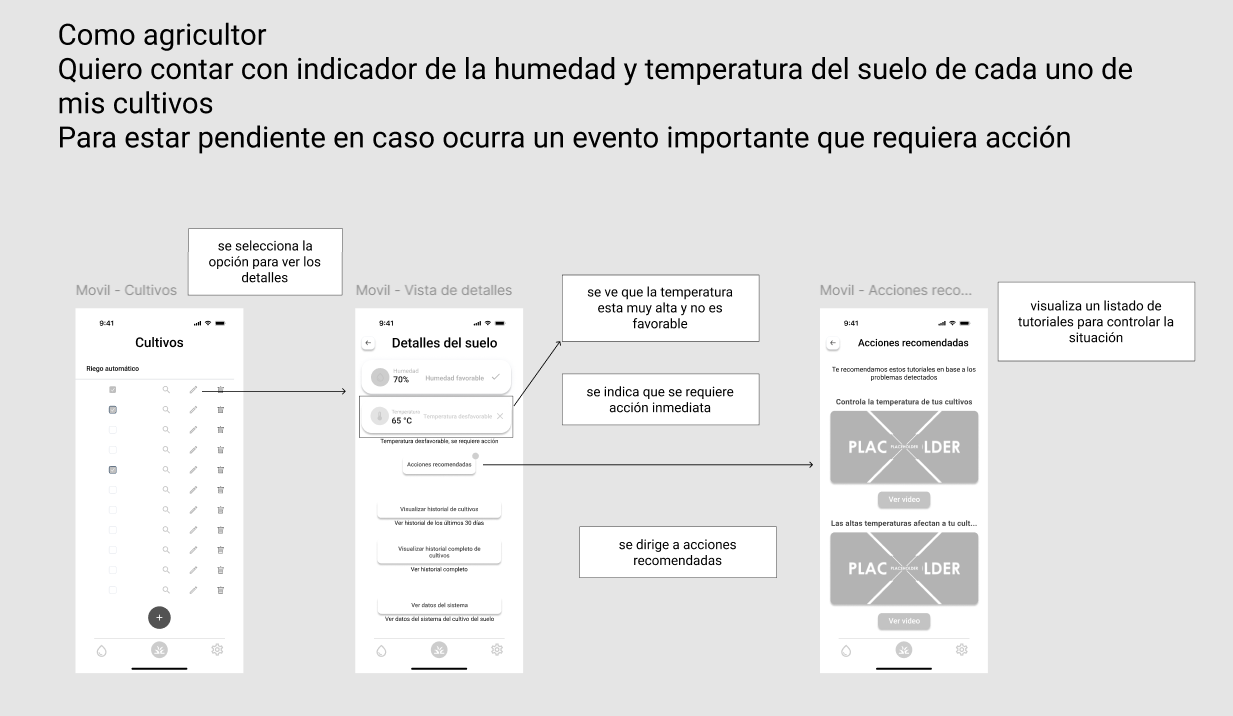 Como agricultor
Quiero contar con indicador de la humedad y temperatura del suelo de cada uno de
mis cultivos
Para estar pendiente en caso ocurra un evento importante que requiera acción
se selecciona la
opción para ver los
detalles
Movil - Cultivos
9:41
Cultivos
Riego automático
+
Movil - Vista de detalles
9:41
Detalles del suelo
Humedad
70%
Humedad favorable
Temperatura
65 °C
Temperatura desfavorable
Temperatura desfavorable, se requiere acción
Acciones recomendadas
Visualizar historial de cultivos
Ver historial de los últimos 30 días
Visualizar historial completo de
cultivos
Ver historial completo
Ver datos del sistema
Ver datos del sistema del cultivo del suelo
se ve que la temperatura
esta muy alta y no es
favorable
se indica que se requiere
acción inmediata
se dirige a acciones
recomendadas
Movil - Acciones reco...
9:41
Acciones recomendadas
Te recomendamos estos tutoriales en base a los
problemas detectados
Controla la temperatura de tus cultivos
PLAC PLACEHOLDER LDER
Ver video
Las altas temperaturas afectan a tu cult...
PLAC PLACEHOLDER LDER
Ver video
visualiza un listado de
tutoriales para controlar la
situación